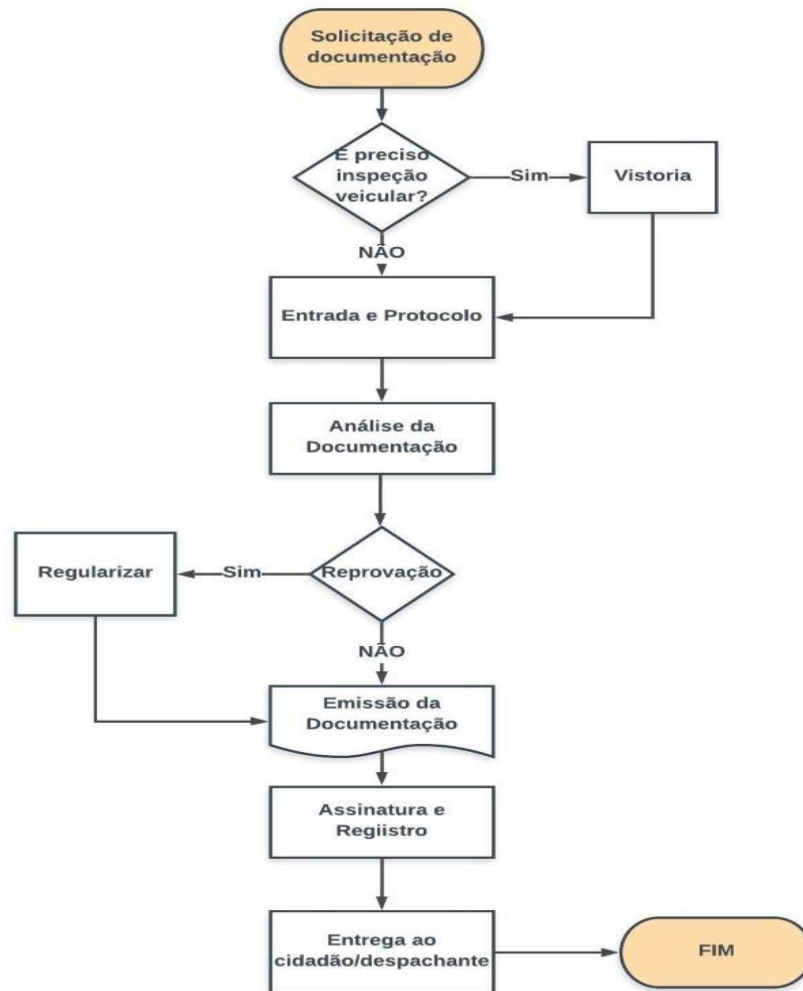 Solicitação de
documentação
E preciso
inspeção
veicular?
Sim
Vistoria
NÃO
Entrada e Protocolo
Análise da
Documentação
Regularizar
Sim
Reprovação
NÃO
Emissão da
Documentação
Assinatura e
Regiistro
Entrega ao
cidadão/despachante
FIM